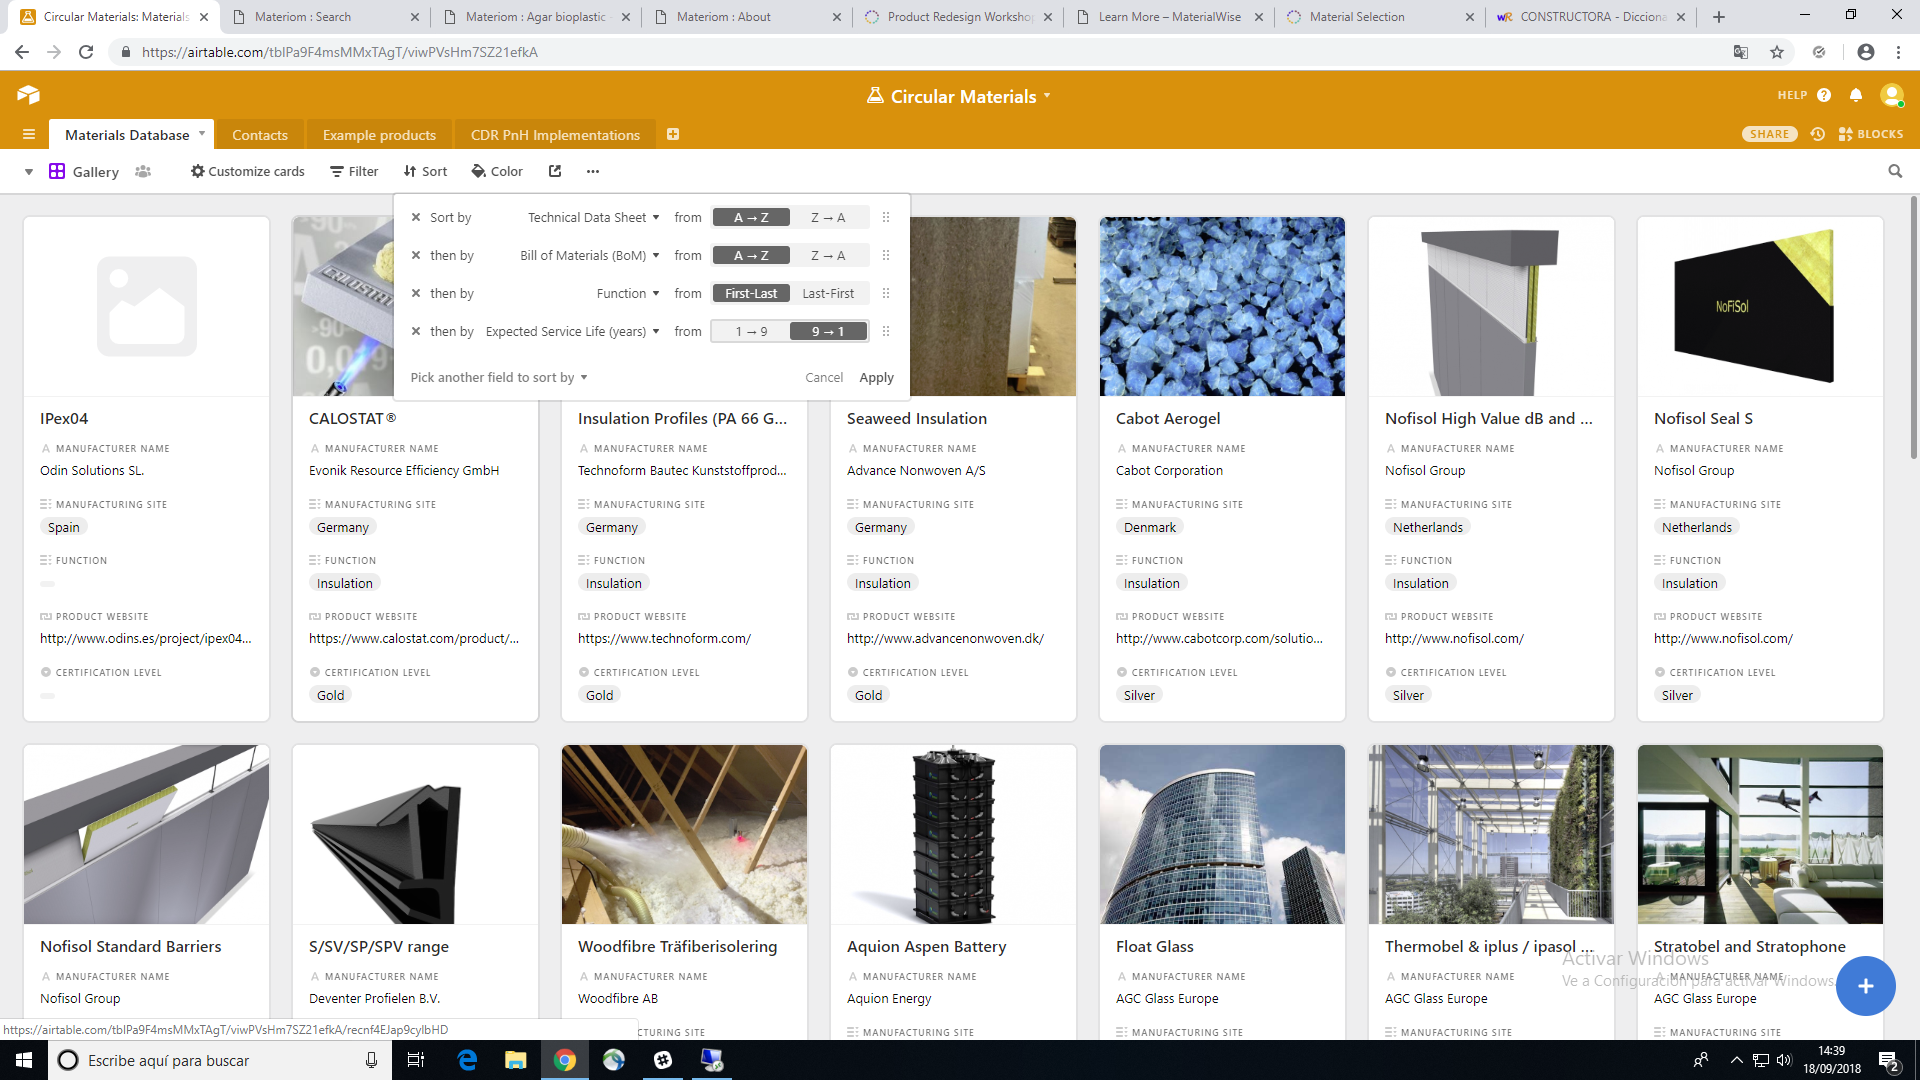 Circular Materials: Materials
Materiom : Search
Materiom : Agar bioplastic
Materiom : About
Product Redesign Workshop
Learn More – MaterialWise
Material Selection
CONSTRUCTORA - Dicciona
https://airtable.com/tblPa9F4msMMxTAgT/viwPVsHm7SZ21efkA
Circular Materials
HELP
Materials Database
Contacts
Example products
CDR PnH Implementations
SHARE
BLOCKS
Gallery
Customize cards
Filter
Sort
Color
Sort by Technical Data Sheet from A → Z Z → A
then by Bill of Materials (BoM) from A → Z Z → A
then by Function from First-Last Last-First
then by Expected Service Life (years) from 1 → 9 9 → 1
Pick another field to sort by
Cancel Apply
-90
CALOSTAT
-90
0,019
NoFiSol
IPex04
MANUFACTURER NAME
Odin Solutions SL.
MANUFACTURING SITE
Spain
FUNCTION
PRODUCT WEBSITE
http://www.odins.es/project/ipex04...
CERTIFICATION LEVEL
CALOSTAT®
MANUFACTURER NAME
Evonik Resource Efficiency GmbH
MANUFACTURING SITE
Germany
FUNCTION
Insulation
PRODUCT WEBSITE
https://www.calostat.com/product/...
CERTIFICATION LEVEL
Gold
Insulation Profiles (PA 66 G...
MANUFACTURER NAME
Technoform Bautec Kunststoffprod...
MANUFACTURING SITE
Germany
FUNCTION
Insulation
PRODUCT WEBSITE
https://www.technoform.com/
CERTIFICATION LEVEL
Gold
Seaweed Insulation
MANUFACTURER NAME
Advance Nonwoven A/S
MANUFACTURING SITE
Germany
FUNCTION
Insulation
PRODUCT WEBSITE
http://www.advancenonwoven.dk/
CERTIFICATION LEVEL
Gold
Cabot Aerogel
MANUFACTURER NAME
Cabot Corporation
MANUFACTURING SITE
Denmark
FUNCTION
Insulation
PRODUCT WEBSITE
http://www.cabotcorp.com/solutio...
CERTIFICATION LEVEL
Silver
Nofisol High Value dB and ...
MANUFACTURER NAME
Nofisol Group
MANUFACTURING SITE
Netherlands
FUNCTION
Insulation
PRODUCT WEBSITE
http://www.nofisol.com/
CERTIFICATION LEVEL
Silver
Nofisol Seal S
MANUFACTURER NAME
Nofisol Group
MANUFACTURING SITE
Netherlands
FUNCTION
Insulation
PRODUCT WEBSITE
http://www.nofisol.com/
CERTIFICATION LEVEL
Silver
Nofisol Standard Barriers
MANUFACTURER NAME
Nofisol Group
S/SV/SP/SPV range
MANUFACTURER NAME
Deventer Profielen B.V.
Woodfibre Träfiberisolering
MANUFACTURER NAME
Woodfibre AB
MANUFACTURING SITE
Aquion Aspen Battery
MANUFACTURER NAME
Aquion Energy
MANUFACTURING SITE
Float Glass
MANUFACTURER NAME
AGC Glass Europe
MANUFACTURING SITE
Thermobel & iplus / ipasol ...
MANUFACTURER NAME
AGC Glass Europe
MANUFACTURING SITE
Stratobel and Stratophone
MANUFACTURER NAME
AGC Glass Europe
MANUFACTURING SITE
Activar Windows
Ve a Configuración para activar Windows.
https://airtable.com/tblPa9F4msMMxTAgT/viwPVsHm7SZ21efkA/recnf4EJap9cylbHD
Escribe aquí para buscar
14:39
18/09/2018
2